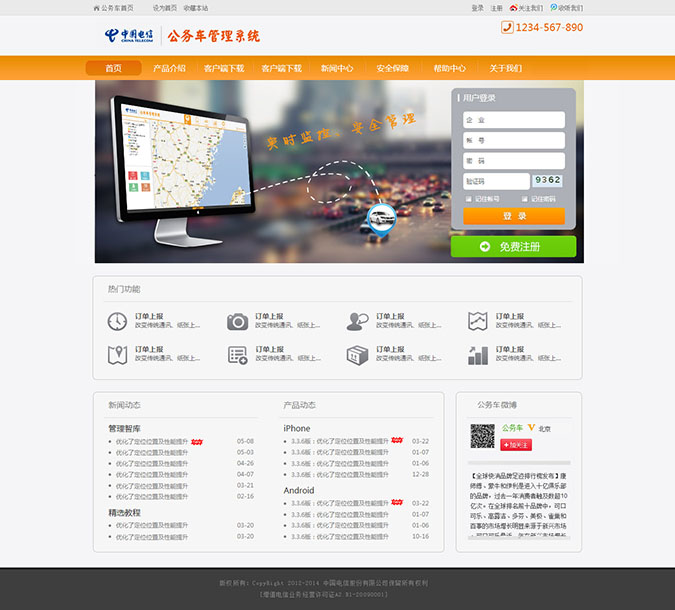 公务车首页 设为首页 收藏本站 登录 注册 关注我们 收听我们
中国电信 CHINA TELECOM 公务车管理系统 1234-567-890
首页 产品介绍 客户端下载 客户端下载 新闻中心 安全保障 帮助中心 关于我们
实时监控、安全管理
用户登录
企 业
帐 号
密 码
验证码 9362
记住帐号 记住密码
登 录
免费注册
热门功能
订单上报 订单上报 订单上报 订单上报
改变传统通讯、纸张上... 改变传统通讯、纸张上... 改变传统通讯、纸张上... 改变传统通讯、纸张上...
订单上报 订单上报 订单上报 订单上报
改变传统通讯、纸张上... 改变传统通讯、纸张上... 改变传统通讯、纸张上... 改变传统通讯、纸张上...
新闻动态
管理智库
优化了定位位置及性能提升 05-08
优化了定位位置及性能提升 05-03
优化了定位位置及性能提升 04-26
优化了定位位置及性能提升 04-07
优化了定位位置及性能提升 03-21
优化了定位位置及性能提升 02-16
精选教程
优化了定位位置及性能提升 03-20
优化了定位位置及性能提升 03-20
产品动态
iPhone
3.3.6版：优化了定位位置及性能提升 03-22
3.3.6版：优化了定位位置及性能提升 01-07
3.3.6版：优化了定位位置及性能提升 01-06
3.3.6版：优化了定位位置及性能提升 12-28
Android
3.3.6版：优化了定位位置及性能提升 03-22
3.3.6版：优化了定位位置及性能提升 01-07
3.3.6版：优化了定位位置及性能提升 01-06
3.3.6版：优化了定位位置及性能提升 10-16
公务车微博
公务车 北京
+加关注
【全球快消品牌足迹排行榜发布】康
师傅、蒙牛和伊利是进入十亿俱乐部
的品牌。过去一年消费者触及数超10
亿次。在全球排名前十品牌中，可口
可乐、高露洁、多芬、美极、雀巢和
百事的市场增长明显来源于新兴市场
版权所有：CopyRight 2012-2014 中国电信股份有限公司保留所有权利
[增值电信业务经营许可证A2.B1-20090001]